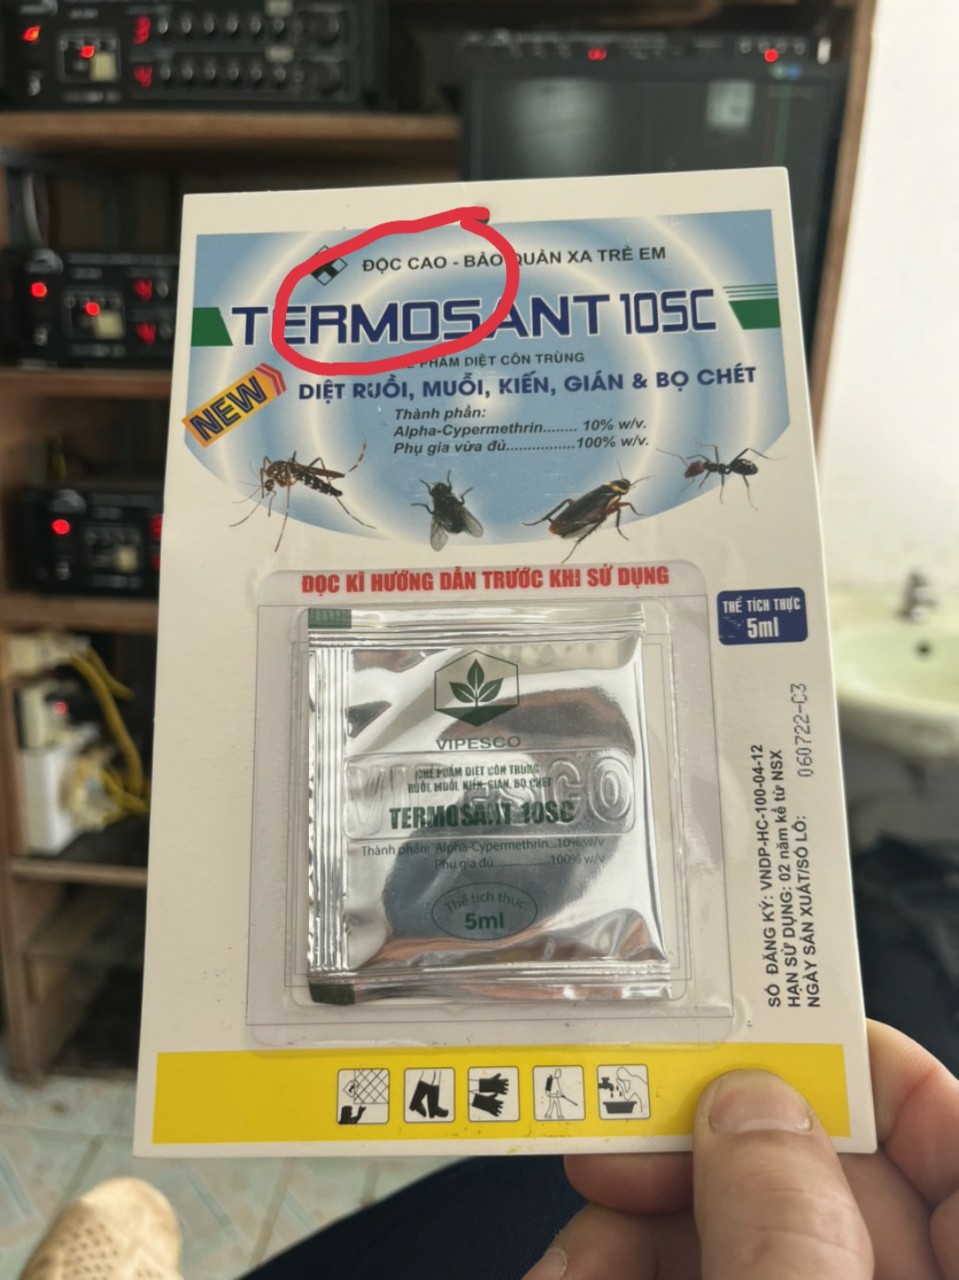 ĐỘC CAO - BẢO QUẢN XA TRẺ EM
TERMOSANT 10SC
CHẾ PHẨM DIỆT CÔN TRÙNG
NEW
DIỆT RUỒI, MUỖI, KIẾN, GIÁN & BỌ CHÉT
Thành phần:
Alpha-Cypermethrin........ 10% w/v.
Phụ gia vừa đủ................100% w/v.
ĐỌC KĨ HƯỚNG DẪN TRƯỚC KHI SỬ DỤNG
THỂ TÍCH THỰC
5ml
VIPESCO
VIPESCO
CHẾ PHẨM DIỆT CÔN TRÙNG
RUỒI, MUỖI, KIẾN, GIÁN, BỌ CHÉT
TERMOSANT 10SC
Thành phần: Alpha-Cypermethrin...10% w/v
Phụ gia đủ...............100% w/v
Thể tích thực:
5ml
SỐ ĐĂNG KÝ: VNDP-HC-100-04-12
HẠN SỬ DỤNG: 02 năm kể từ NSX
NGÀY SẢN XUẤT/SỐ LÔ: 060722-C3